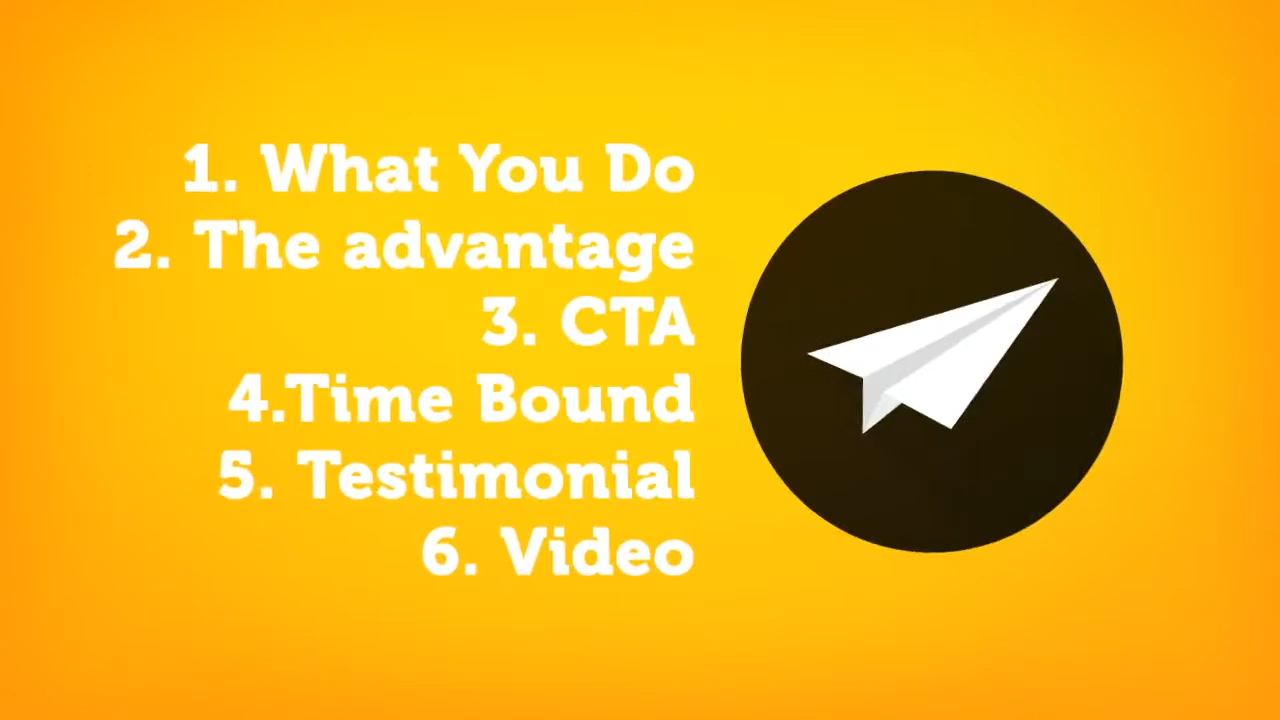 1. What You Do
2. The advantage
3. CTA
4.Time Bound
5. Testimonial
6. Video